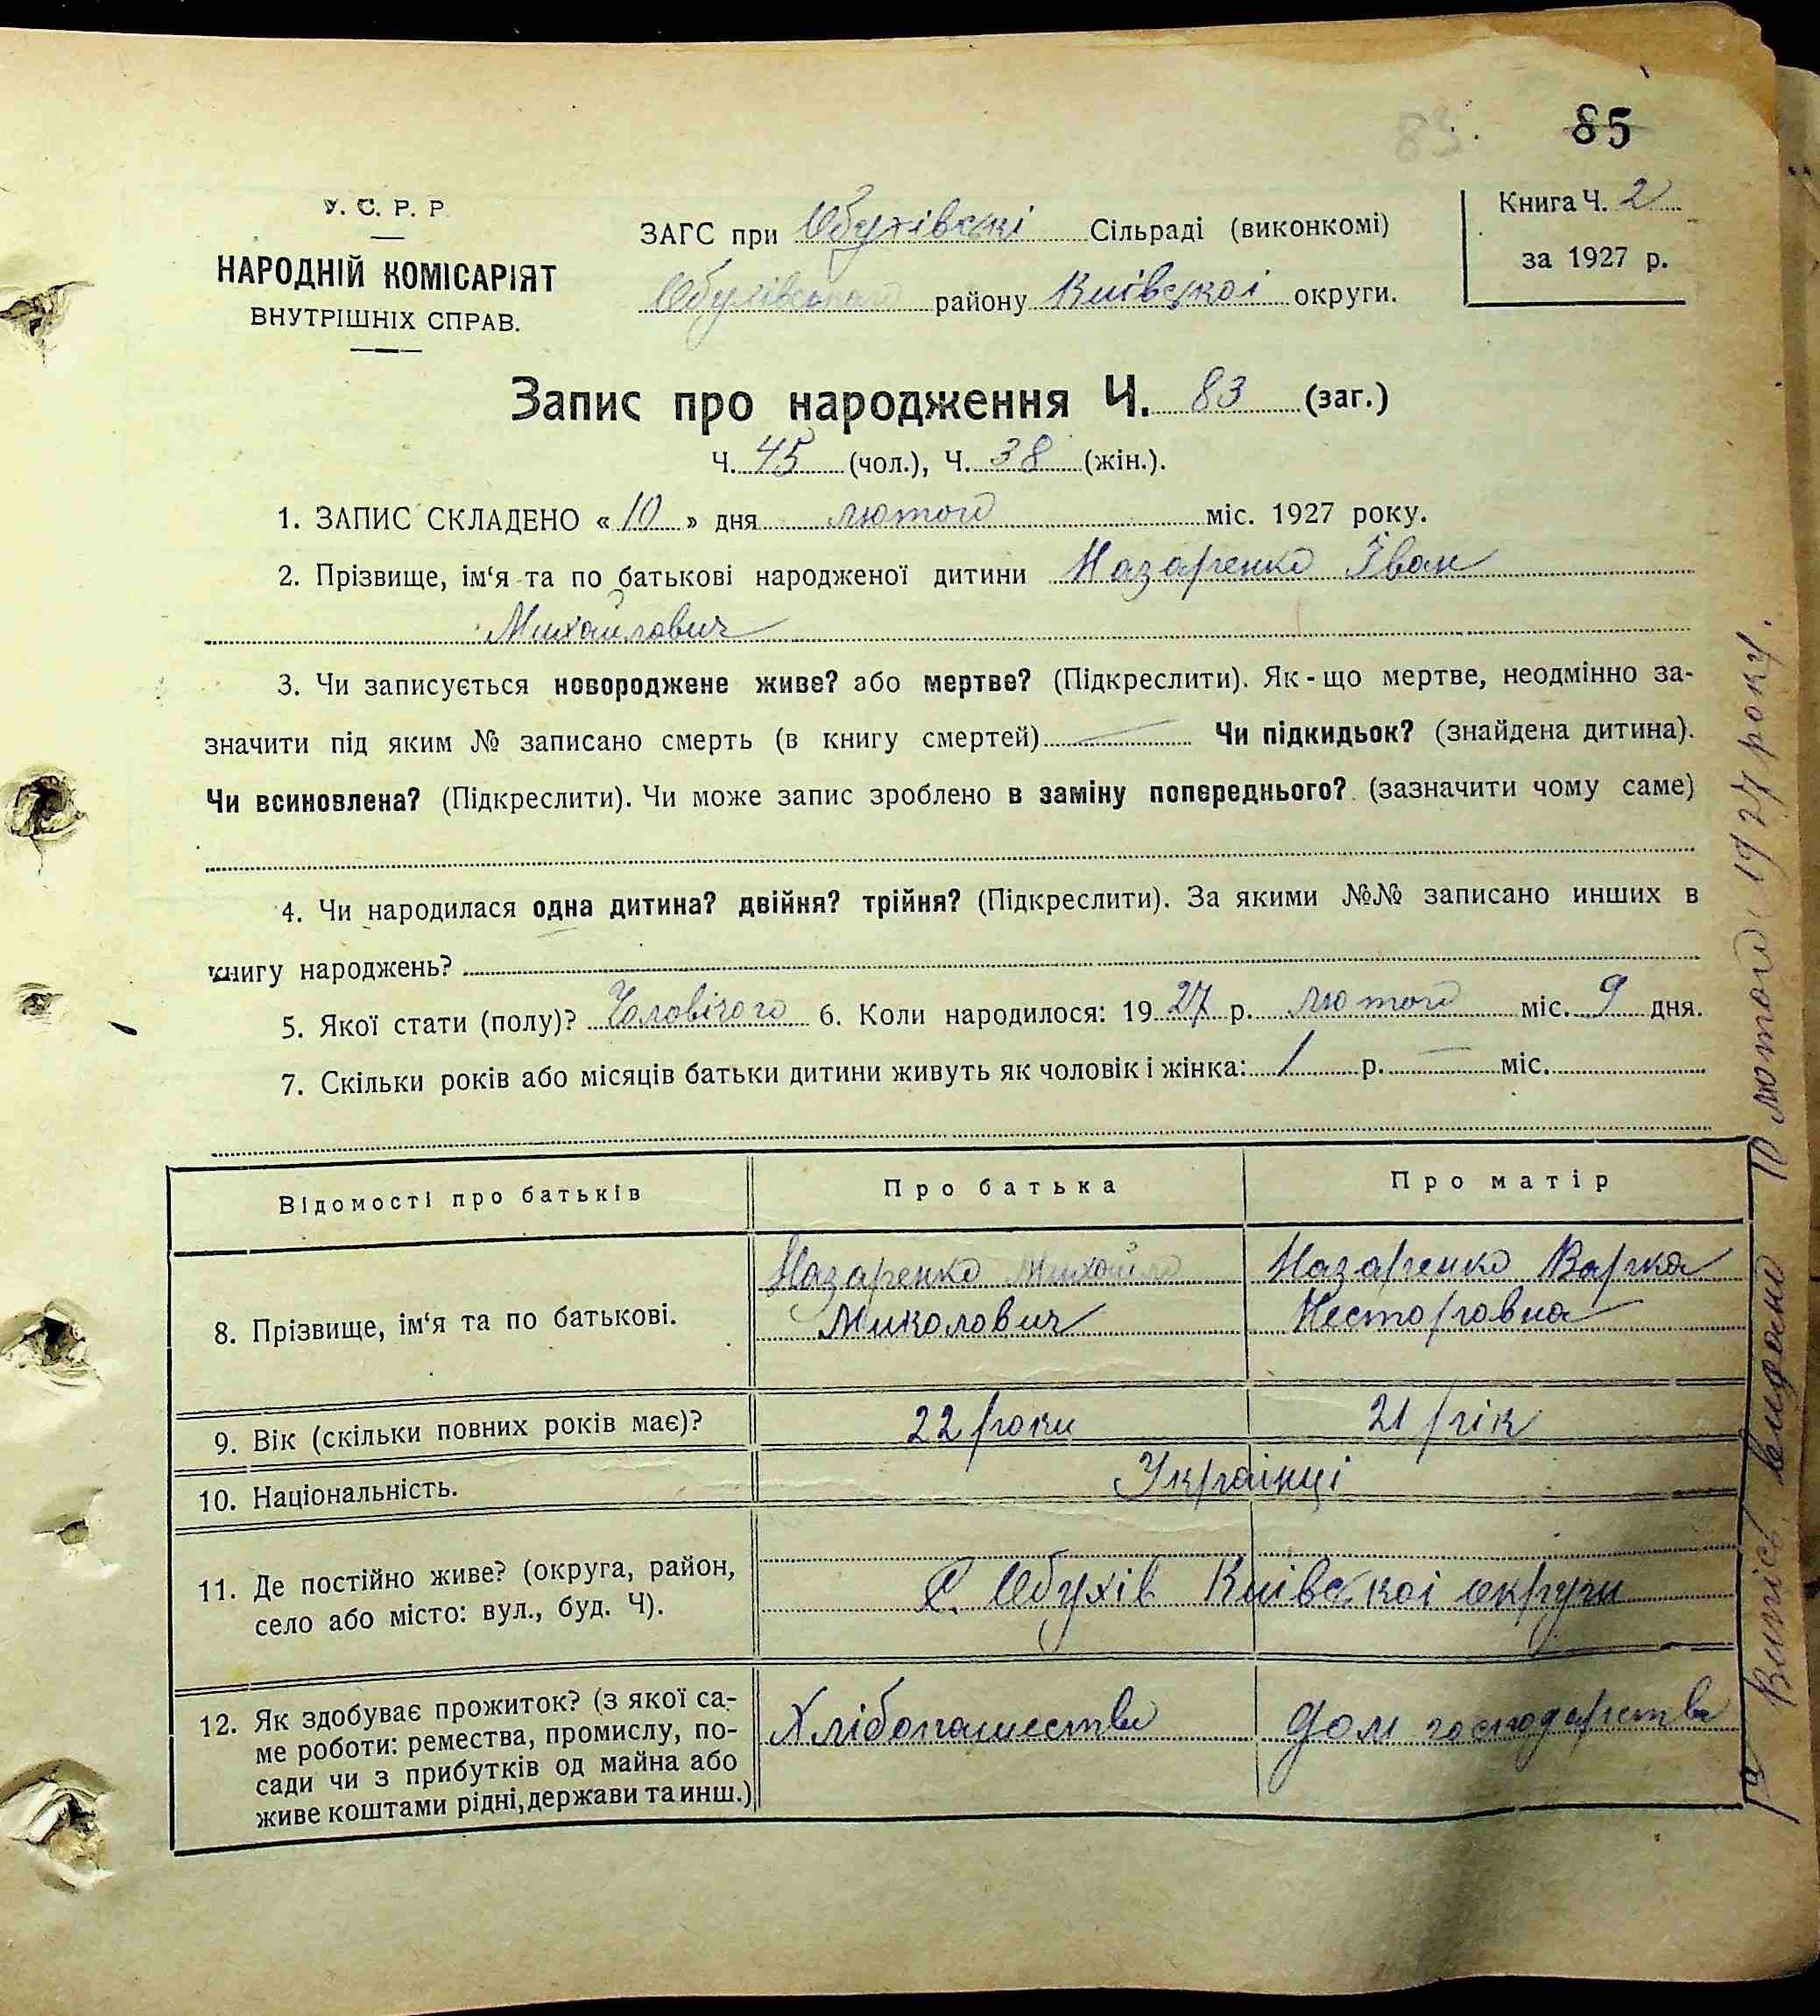 85
83
У. С. Р. Р
НАРОДНІЙ КОМІСАРІЯТ
ВНУТРІШНІХ СПРАВ.
ЗАГС при Обухівські Сільраді (виконкомі)
Обухівського району Київської округи.
Книга Ч. 2
за 1927 р.
Запис про народження Ч. 83 (заг.)
Ч. 45 (чол.), Ч. 38 (жін.).
1. ЗАПИС СКЛАДЕНО « 10 » дня лютого міс. 1927 року.
2. Прізвище, ім‘я та по батькові народженої дитини Назаренко Іван
Михайлович
3. Чи записується новороджене живе? або мертве? (Підкреслити). Як-що мертве, неодмінно за-
значити під яким № записано смерть (в книгу смертей) Чи підкидьок? (знайдена дитина).
Чи всиновлена? (Підкреслити). Чи може запис зроблено в заміну попереднього? (зазначити чому саме)
4. Чи народилася одна дитина? двійня? трійня? (Підкреслити). За якими №№ записано инших в
книгу народжень?
5. Якої стати (полу)? Чоловічого 6. Коли народилося: 1927 р. лютого міс. 9 дня.
7. Скільки років або місяців батьки дитини живуть як чоловік і жінка: 1 р. — міс.
Відомості про батьків Про батька Про матір
8. Прізвище, ім‘я та по батькові.
Назаренко Михайло
Миколович
Назаренко Варка
Несторовна
9. Вік (скільки повних років має)? 22 роки 21 рік
10. Національність. Українці
11. Де постійно живе? (округа, район,
село або місто: вул., буд. Ч).
С. Обухів Київської округи
12. Як здобуває прожиток? (з якої са-
ме роботи: ремества, промислу, по-
сади чи з прибутків од майна або
живе коштами рідні, держави та инш.)
Хлібопашество
Дом господарство
Випись видано 10 лютого 1927 року.